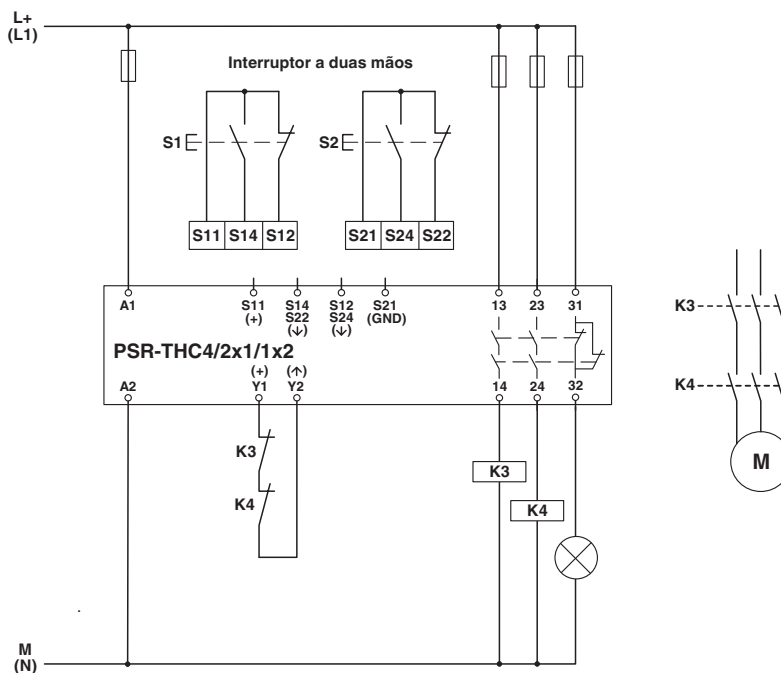 L+
(L1)
Interruptor a duas mãos
S1
S2
S11 S14 S12
S21 S24 S22
A1
S11
(+)
S14
S22
(↓)
S12
S24
(↓)
S21
(GND)
13
23
31
PSR-THC4/2x1/1x2
A2
(+)
Y1
(↑)
Y2
14
24
32
K3
K4
K3
K4
K3
K4
M
M
(N)